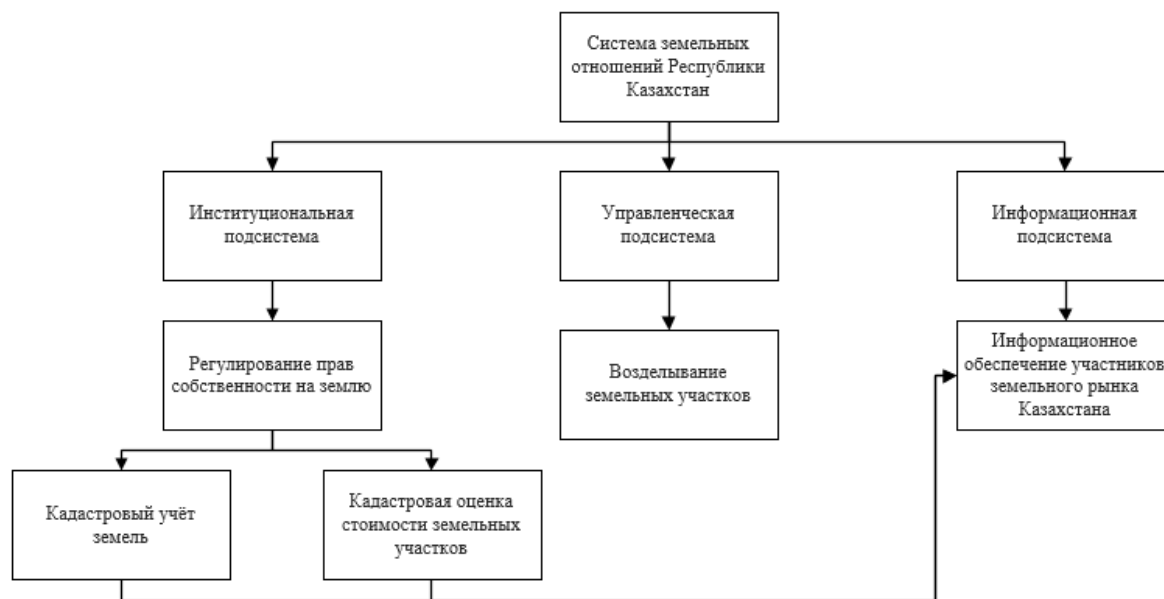 Система земельных
отношений Республики
Казахстан
Институциональная
подсистема
Управленческая
подсистема
Информационная
подсистема
Регулирование прав
собственности на землю
Возделывание
земельных участков
Информационное
обеспечение участников
земельного рынка
Казахстана
Кадастровый учёт
земель
Кадастровая оценка
стоимости земельных
участков